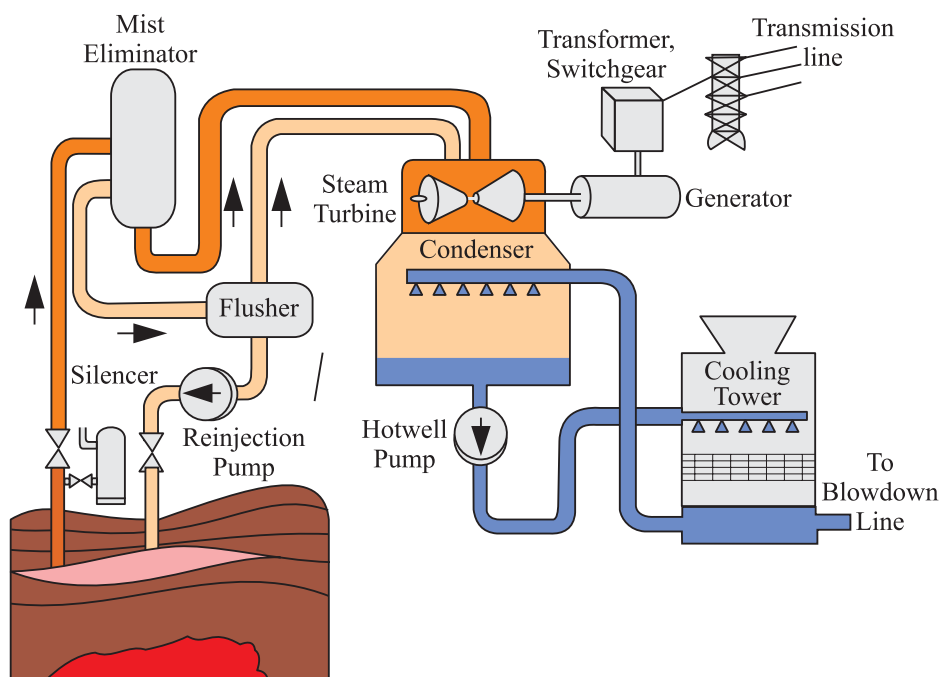 Mist
Eliminator
Transformer,
Switchgear
Transmission
line
Steam
Turbine
Generator
Condenser
Flusher
Silencer
Reinjection
Pump
Hotwell
Pump
Cooling
Tower
To
Blowdown
Line